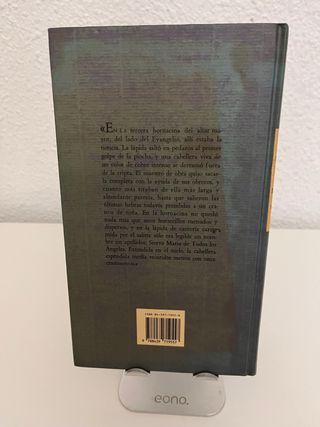 «EN LA tercera hornacina del altar ma-
yor, del lado del Evangelio, allí estaba la
noticia. La lápida saltó en pedazos al primer
golpe de la piocha, y una cabellera viva de
un color de cobre intenso se derramó fuera
de la cripta. El maestro de obra quiso sacar-
la completa con la ayuda de sus obreros, y
cuanto más tiraban de ella más larga y
abundante parecía, hasta que salieron las
últimas hebras todavía prendidas a un crá-
neo de niña. En la hornacina no quedó
nada más que unos huesecillos menudos y
dispersos, y en la lápida de cantería carco-
mida por el salitre sólo era legible un nom-
bre sin apellidos: Sierva María de Todos los
Ángeles. Extendida en el suelo, la cabellera
espléndida medía veintidós metros con once
centímetros.»
ISBN
eono.